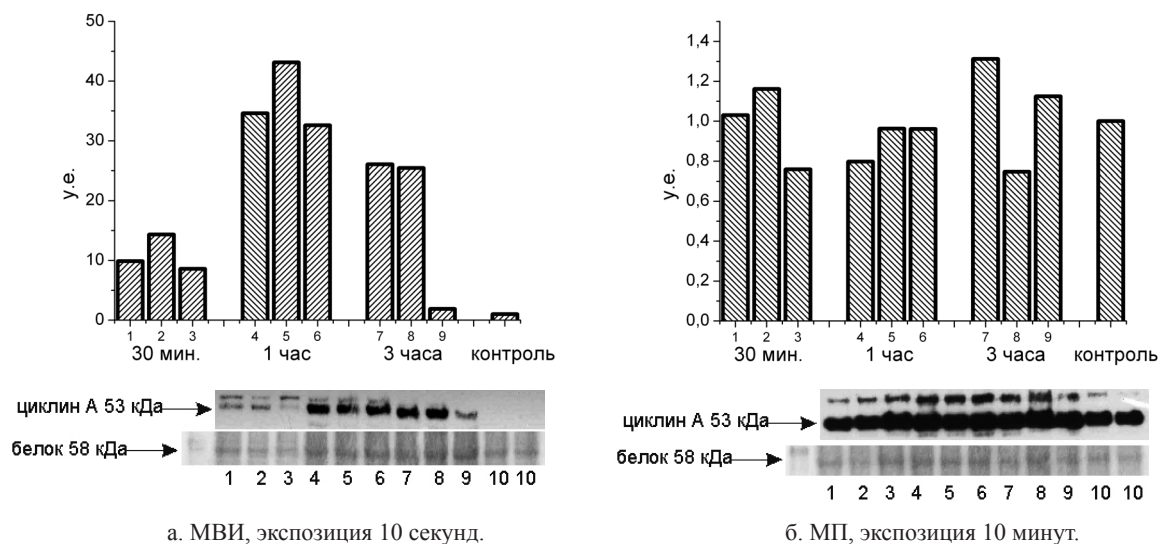 50
40
30
20
10
0
у.е.
1 2 3 4 5 6 7 8 9
30 мин. 1 час 3 часа контроль
циклин А 53 кДа
белок 58 кДа
1 2 3 4 5 6 7 8 9 10 10
а. МВИ, экспозиция 10 секунд.
1,4
1,2
1,0
0,8
0,6
0,4
0,2
0,0
у.е.
1 2 3 4 5 6 7 8 9
30 мин. 1 час 3 часа контроль
циклин А 53 кДа
белок 58 кДа
1 2 3 4 5 6 7 8 9 10 10
б. МП, экспозиция 10 минут.